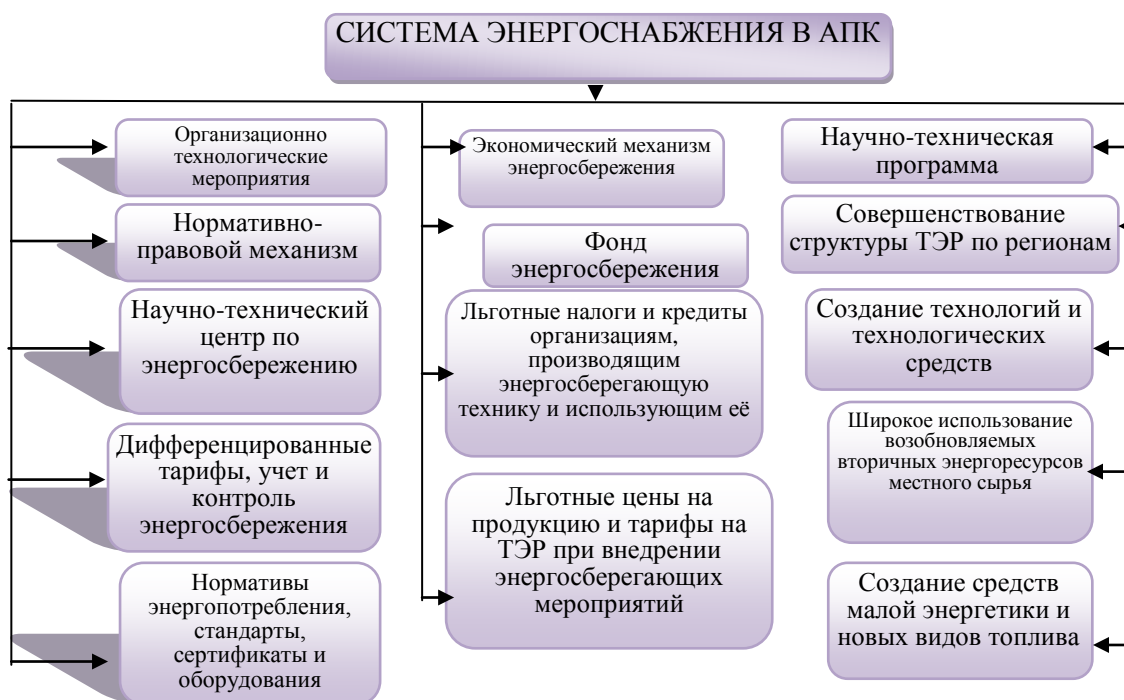 СИСТЕМА ЭНЕРГОСНАБЖЕНИЯ В АПК
Организационно
технологические
мероприятия
Нормативно-
правовой механизм
Научно-технический
центр по
энергосбережению
Дифференцированные
тарифы, учет и
контроль
энергосбережения
Нормативы
энергопотребления,
стандарты,
сертификаты и
оборудования
Экономический механизм
энергосбережения
Фонд
энергосбережения
Льготные налоги и кредиты
организациям,
производящим
энергосберегающую
технику и использующим её
Льготные цены на
продукцию и тарифы на
ТЭР при внедрении
энергосберегающих
мероприятий
Научно-техническая
программа
Совершенствование
структуры ТЭР по регионам
Создание технологий и
технологических
средств
Широкое использование
возобновляемых
вторичных энергоресурсов
местного сырья
Создание средств
малой энергетики и
новых видов топлива